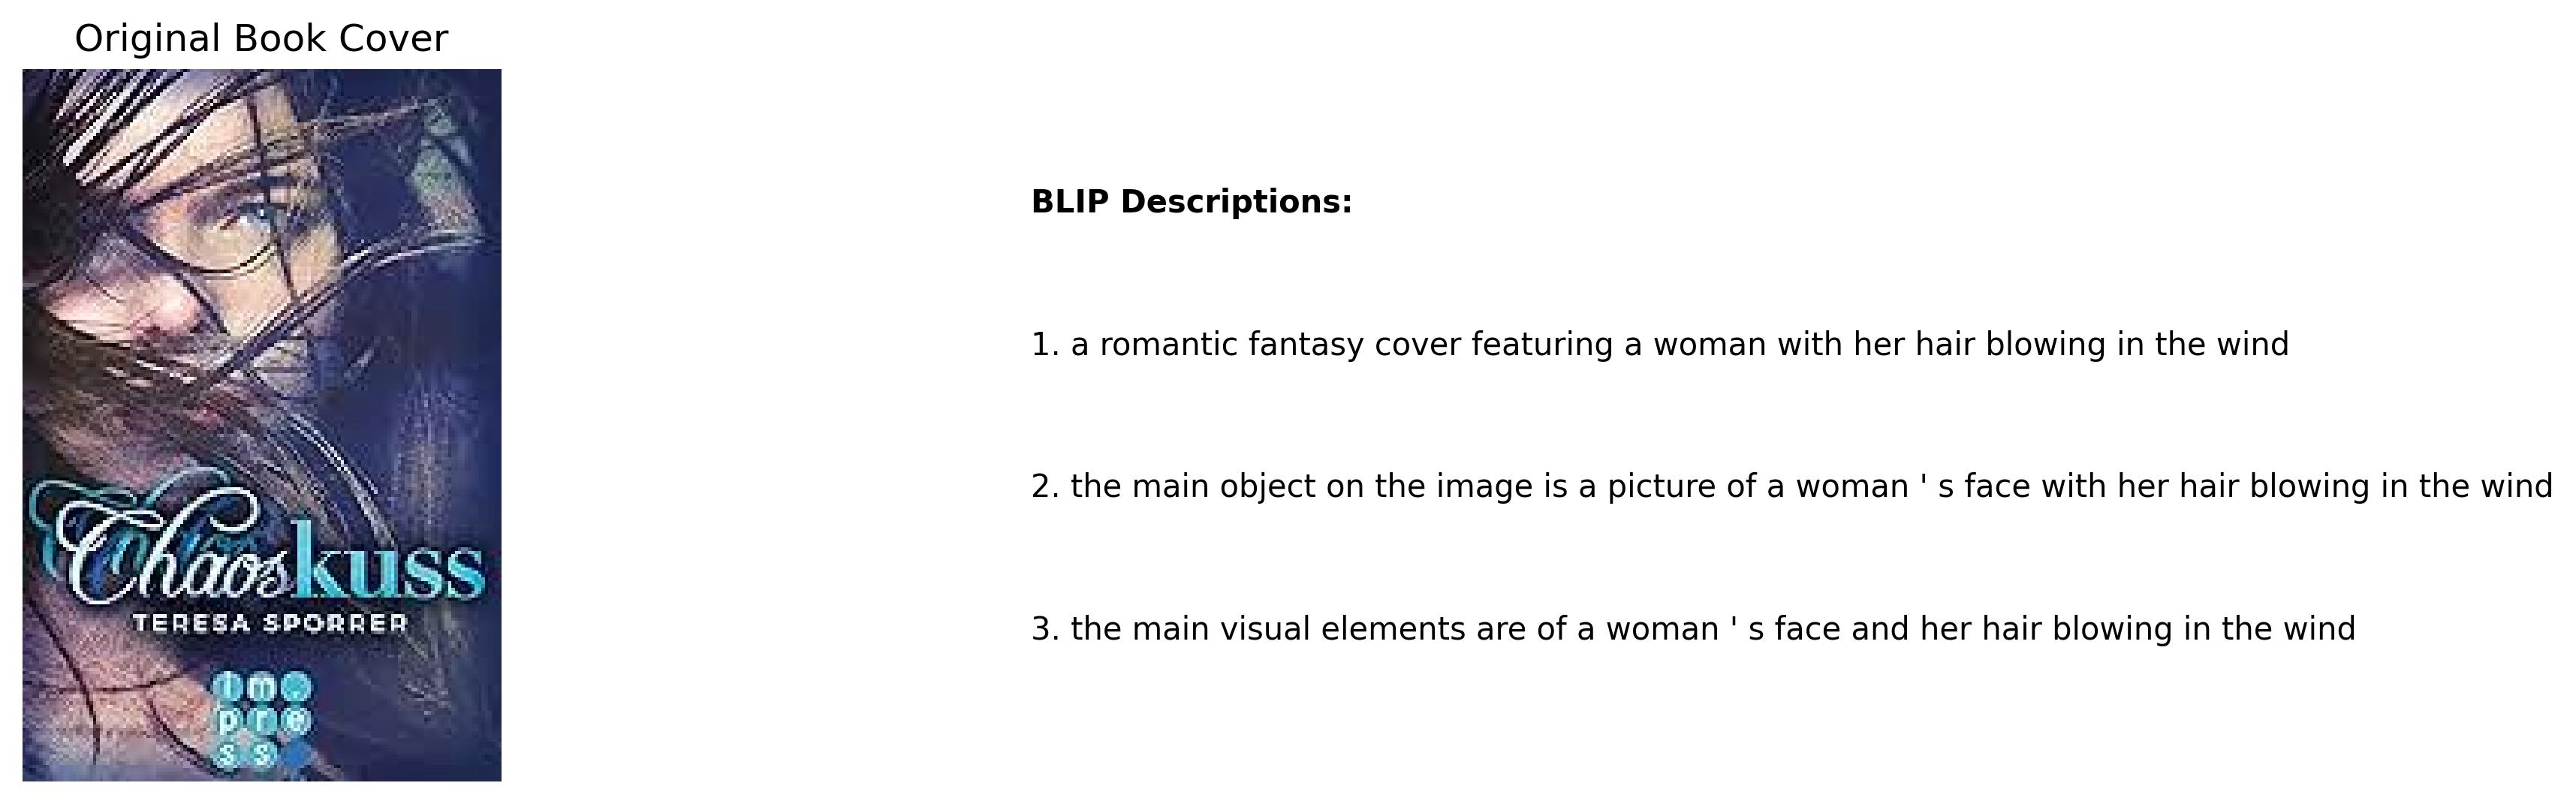 Original Book Cover
Chaoskuss
TERESA SPORRER
im.
pre
ss
BLIP Descriptions:
1. a romantic fantasy cover featuring a woman with her hair blowing in the wind
2. the main object on the image is a picture of a woman ' s face with her hair blowing in the wind
3. the main visual elements are of a woman ' s face and her hair blowing in the wind